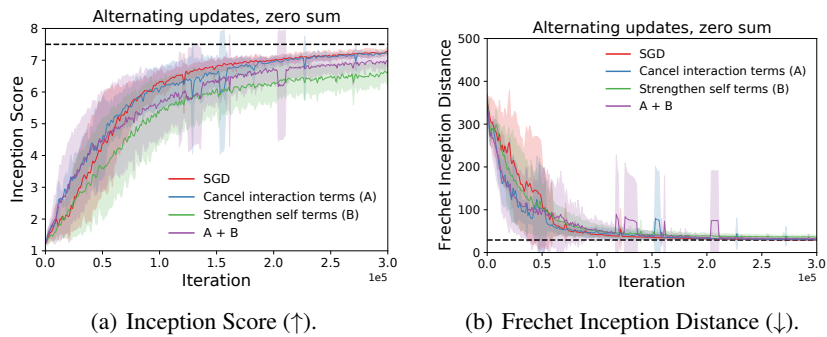 Alternating updates, zero sum
8
7
6
5
4
3
2
1
Inception Score
SGD
Cancel interaction terms (A)
Strengthen self terms (B)
A + B
0.0 0.5 1.0 1.5 2.0 2.5 3.0
1e5
Iteration
(a) Inception Score (↑).
Alternating updates, zero sum
500
400
300
200
100
0
Frechet Inception Distance
SGD
Cancel interaction terms (A)
Strengthen self terms (B)
A + B
0.0 0.5 1.0 1.5 2.0 2.5 3.0
1e5
Iteration
(b) Frechet Inception Distance (↓).